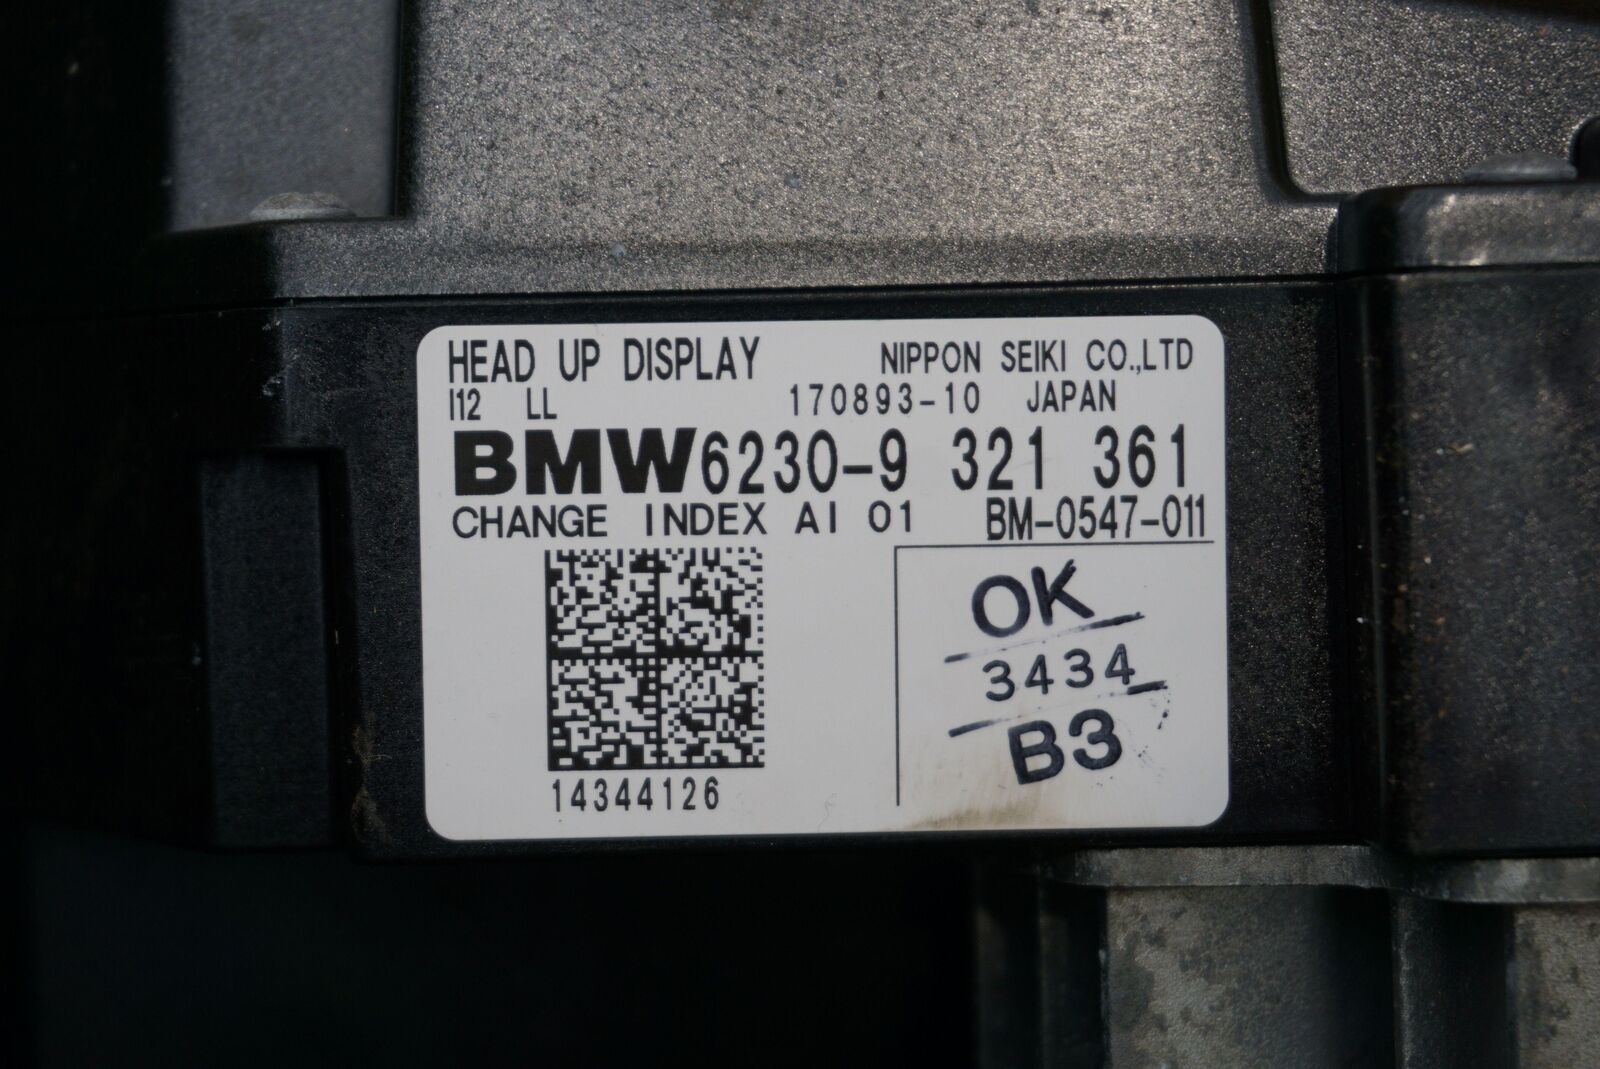 HEAD UP DISPLAY NIPPON SEIKI CO.,LTD
I12 LL 170893-10 JAPAN
BMW6230-9 321 361
CHANGE INDEX AI 01 BM-0547-011
OK
3434
B3
14344126